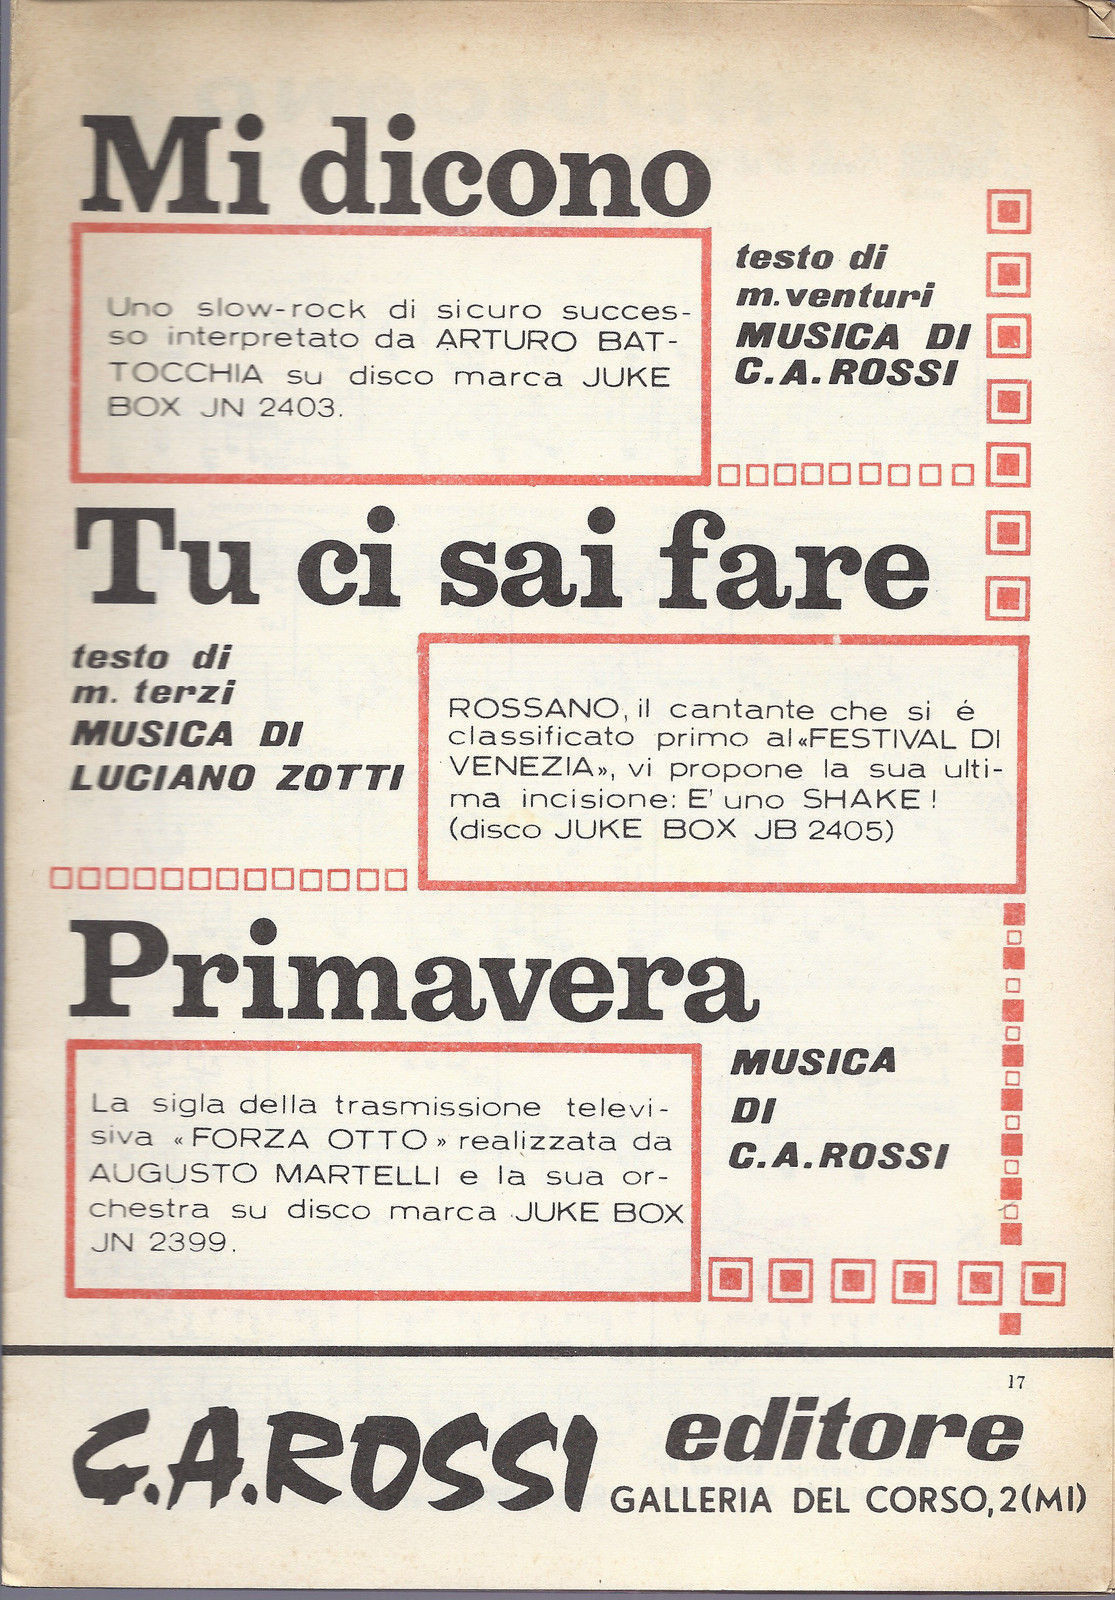 Mi dicono
Uno slow-rock di sicuro succes-
so interpretato da ARTURO BAT-
TOCCHIA su disco marca JUKE
BOX JN 2403.
testo di
m. venturi
MUSICA DI
C.A.ROSSI
Tu ci sai fare
testo di
m. terzi
MUSICA DI
LUCIANO ZOTTI
ROSSANO, il cantante che si é
classificato primo al «FESTIVAL DI
VENEZIA», vi propone la sua ulti-
ma incisione: E' uno SHAKE !
(disco JUKE BOX JB 2405)
Primavera
La sigla della trasmissione televi-
siva « FORZA OTTO » realizzata da
AUGUSTO MARTELLI e la sua or-
chestra su disco marca JUKE BOX
JN 2399.
MUSICA
DI
C.A.ROSSI
17
C.A.ROSSI
editore
GALLERIA DEL CORSO, 2 (MI)